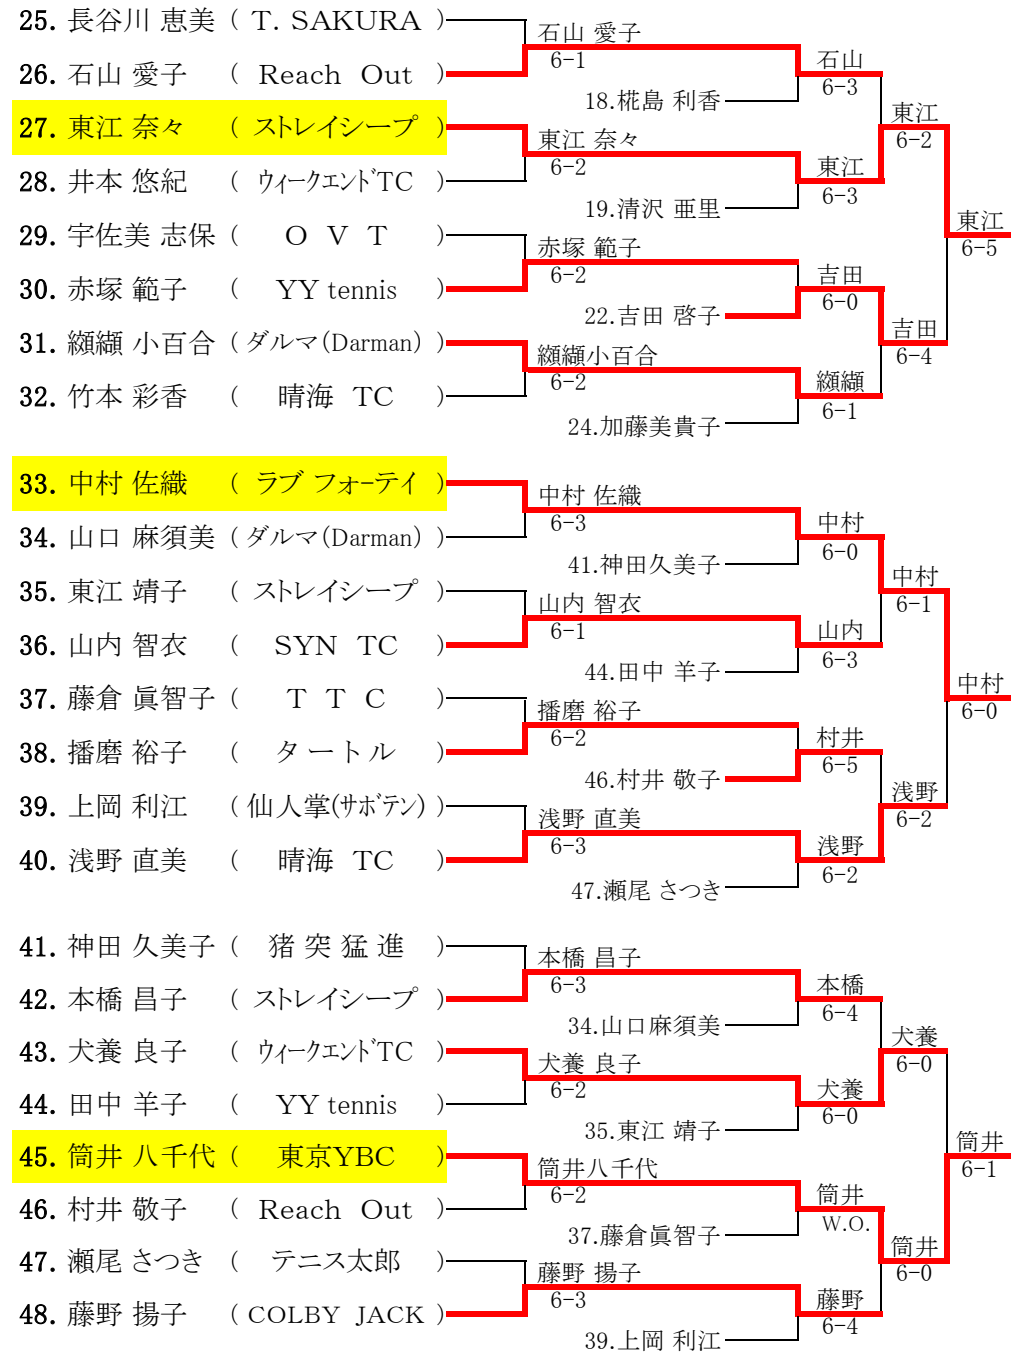 25. 長谷川 恵美 ( T. SAKURA )
石山 愛子
6-1
石山
6-3
26. 石山 愛子 ( Reach Out )
18.椛島 利香
東江
6-2
27. 東江 奈々 ( ストレイシープ )
東江 奈々
6-2
東江
6-3
28. 井本 悠紀 ( ウィークエンドTC )
19.清沢 亜里
東江
6-5
29. 宇佐美 志保 ( O V T )
赤塚 範子
6-2
吉田
6-0
30. 赤塚 範子 ( YY tennis )
22.吉田 啓子
吉田
6-4
31. 纐纈 小百合 ( ダルマ(Darman) )
纐纈小百合
6-2
纐纈
6-1
32. 竹本 彩香 ( 晴海 TC )
24.加藤美貴子
33. 中村 佐織 ( ラブ フォーテイ )
中村 佐織
6-3
中村
6-0
34. 山口 麻須美 ( ダルマ(Darman) )
41.神田久美子
中村
6-1
35. 東江 靖子 ( ストレイシープ )
山内 智衣
6-1
山内
6-3
36. 山内 智衣 ( SYN TC )
44.田中 羊子
中村
6-0
37. 藤倉 眞智子 ( T T C )
播磨 裕子
6-2
村井
6-5
38. 播磨 裕子 ( タートル )
46.村井 敬子
浅野
6-2
39. 上岡 利江 ( 仙人掌(サボテン) )
浅野 直美
6-3
浅野
6-2
40. 浅野 直美 ( 晴海 TC )
47.瀬尾 さつき
41. 神田 久美子 ( 猪突猛進 )
本橋 昌子
6-3
本橋
6-4
42. 本橋 昌子 ( ストレイシープ )
34.山口麻須美
犬養
6-0
43. 犬養 良子 ( ウィークエンドTC )
犬養 良子
6-2
犬養
6-0
44. 田中 羊子 ( YY tennis )
35.東江 靖子
筒井
6-1
45. 筒井 八千代 ( 東京YBC )
筒井八千代
6-2
筒井
W.O.
46. 村井 敬子 ( Reach Out )
37.藤倉眞智子
筒井
6-0
47. 瀬尾 さつき ( テニス太郎 )
藤野 揚子
6-3
藤野
6-4
48. 藤野 揚子 ( COLBY JACK )
39.上岡 利江